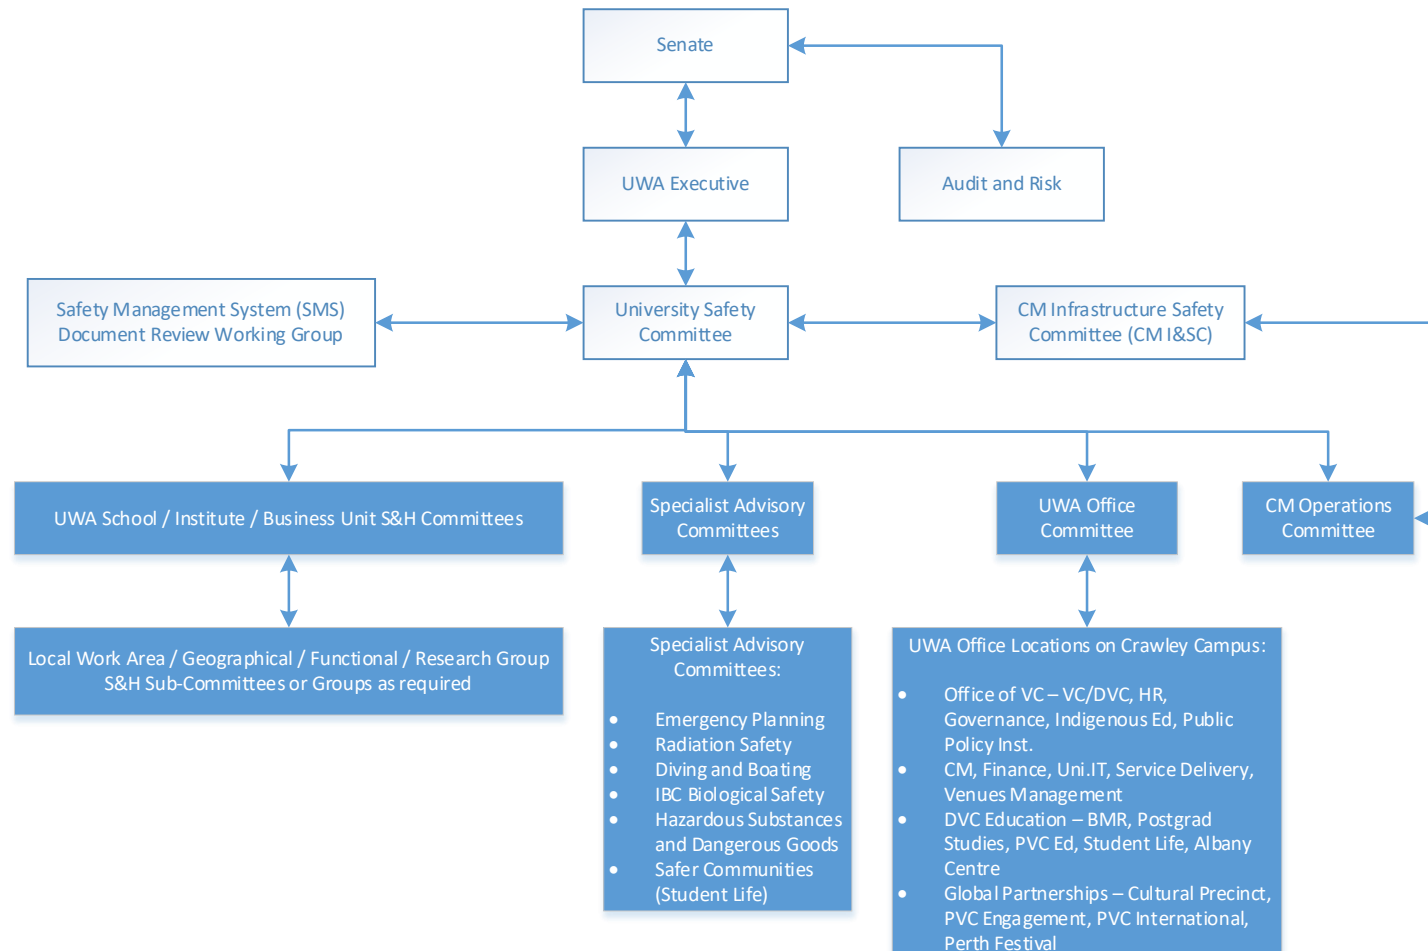 Senate
UWA Executive
Audit and Risk
Safety Management System (SMS)
Document Review Working Group
University Safety
Committee
CM Infrastructure Safety
Committee (CM I&SC)
UWA School / Institute / Business Unit S&H Committees
Specialist Advisory
Committees
UWA Office
Committee
CM Operations
Committee
Local Work Area / Geographical / Functional / Research Group
S&H Sub-Committees or Groups as required
Specialist Advisory
Committees:
• Emergency Planning
• Radiation Safety
• Diving and Boating
• IBC Biological Safety
• Hazardous Substances
and Dangerous Goods
• Safer Communities
(Student Life)
UWA Office Locations on Crawley Campus:
• Office of VC – VC/DVC, HR,
Governance, Indigenous Ed, Public
Policy Inst.
• CM, Finance, Uni.IT, Service Delivery,
Venues Management
• DVC Education – BMR, Postgrad
Studies, PVC Ed, Student Life, Albany
Centre
• Global Partnerships – Cultural Precinct,
PVC Engagement, PVC International,
Perth Festival